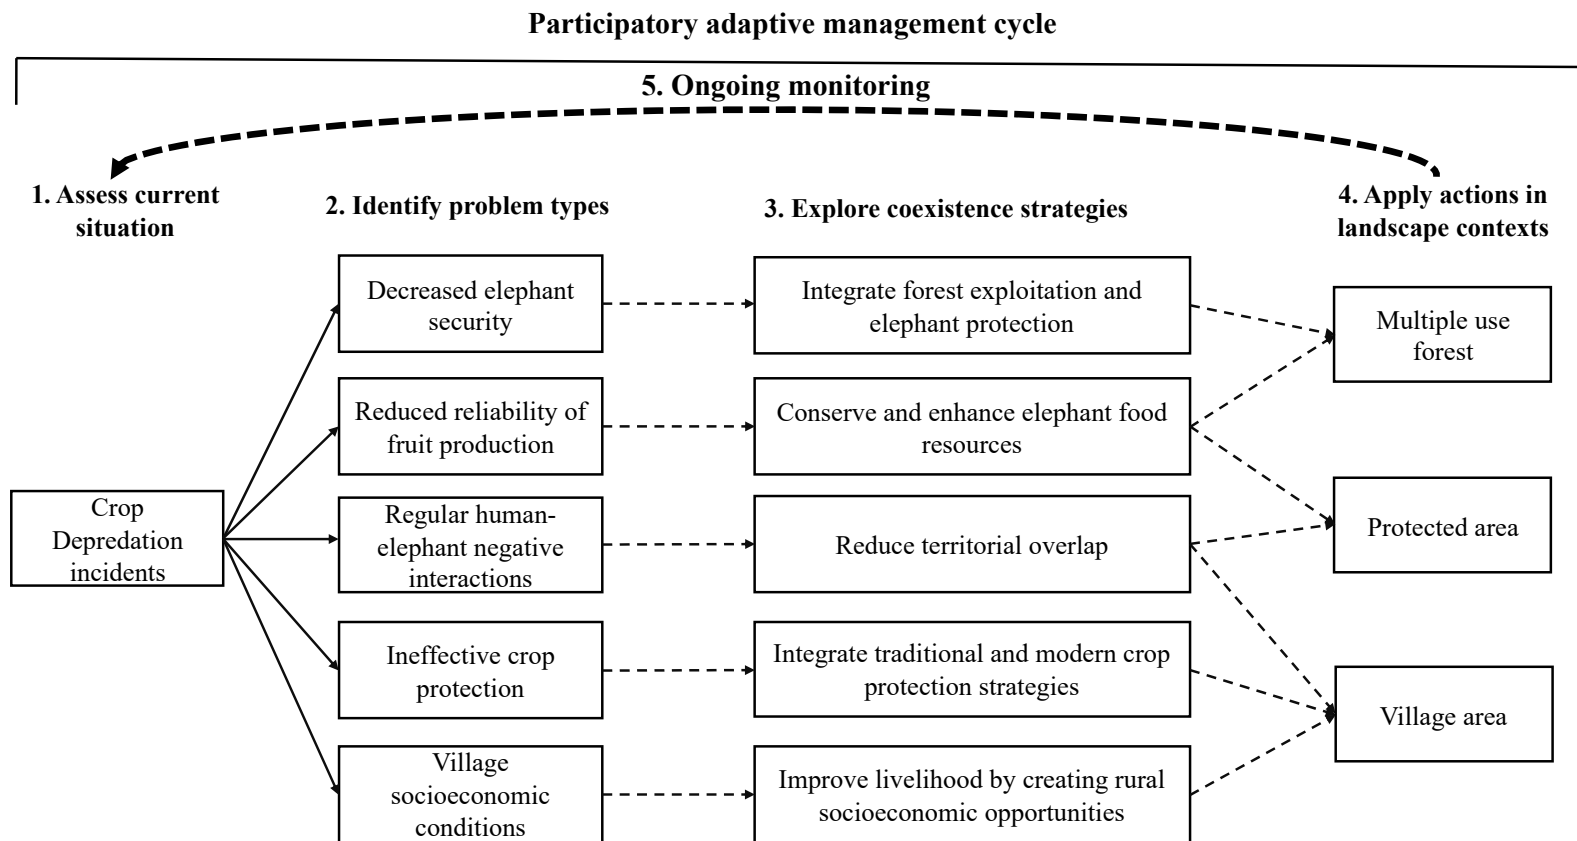 Participatory adaptive management cycle
5. Ongoing monitoring
1. Assess current
situation
2. Identify problem types
3. Explore coexistence strategies
4. Apply actions in
landscape contexts
Crop
Depredation
incidents
Decreased elephant
security
Reduced reliability of
fruit production
Regular human-
elephant negative
interactions
Ineffective crop
protection
Village
socioeconomic
conditions
Integrate forest exploitation and
elephant protection
Conserve and enhance elephant food
resources
Reduce territorial overlap
Integrate traditional and modern crop
protection strategies
Improve livelihood by creating rural
socioeconomic opportunities
Multiple use
forest
Protected area
Village area